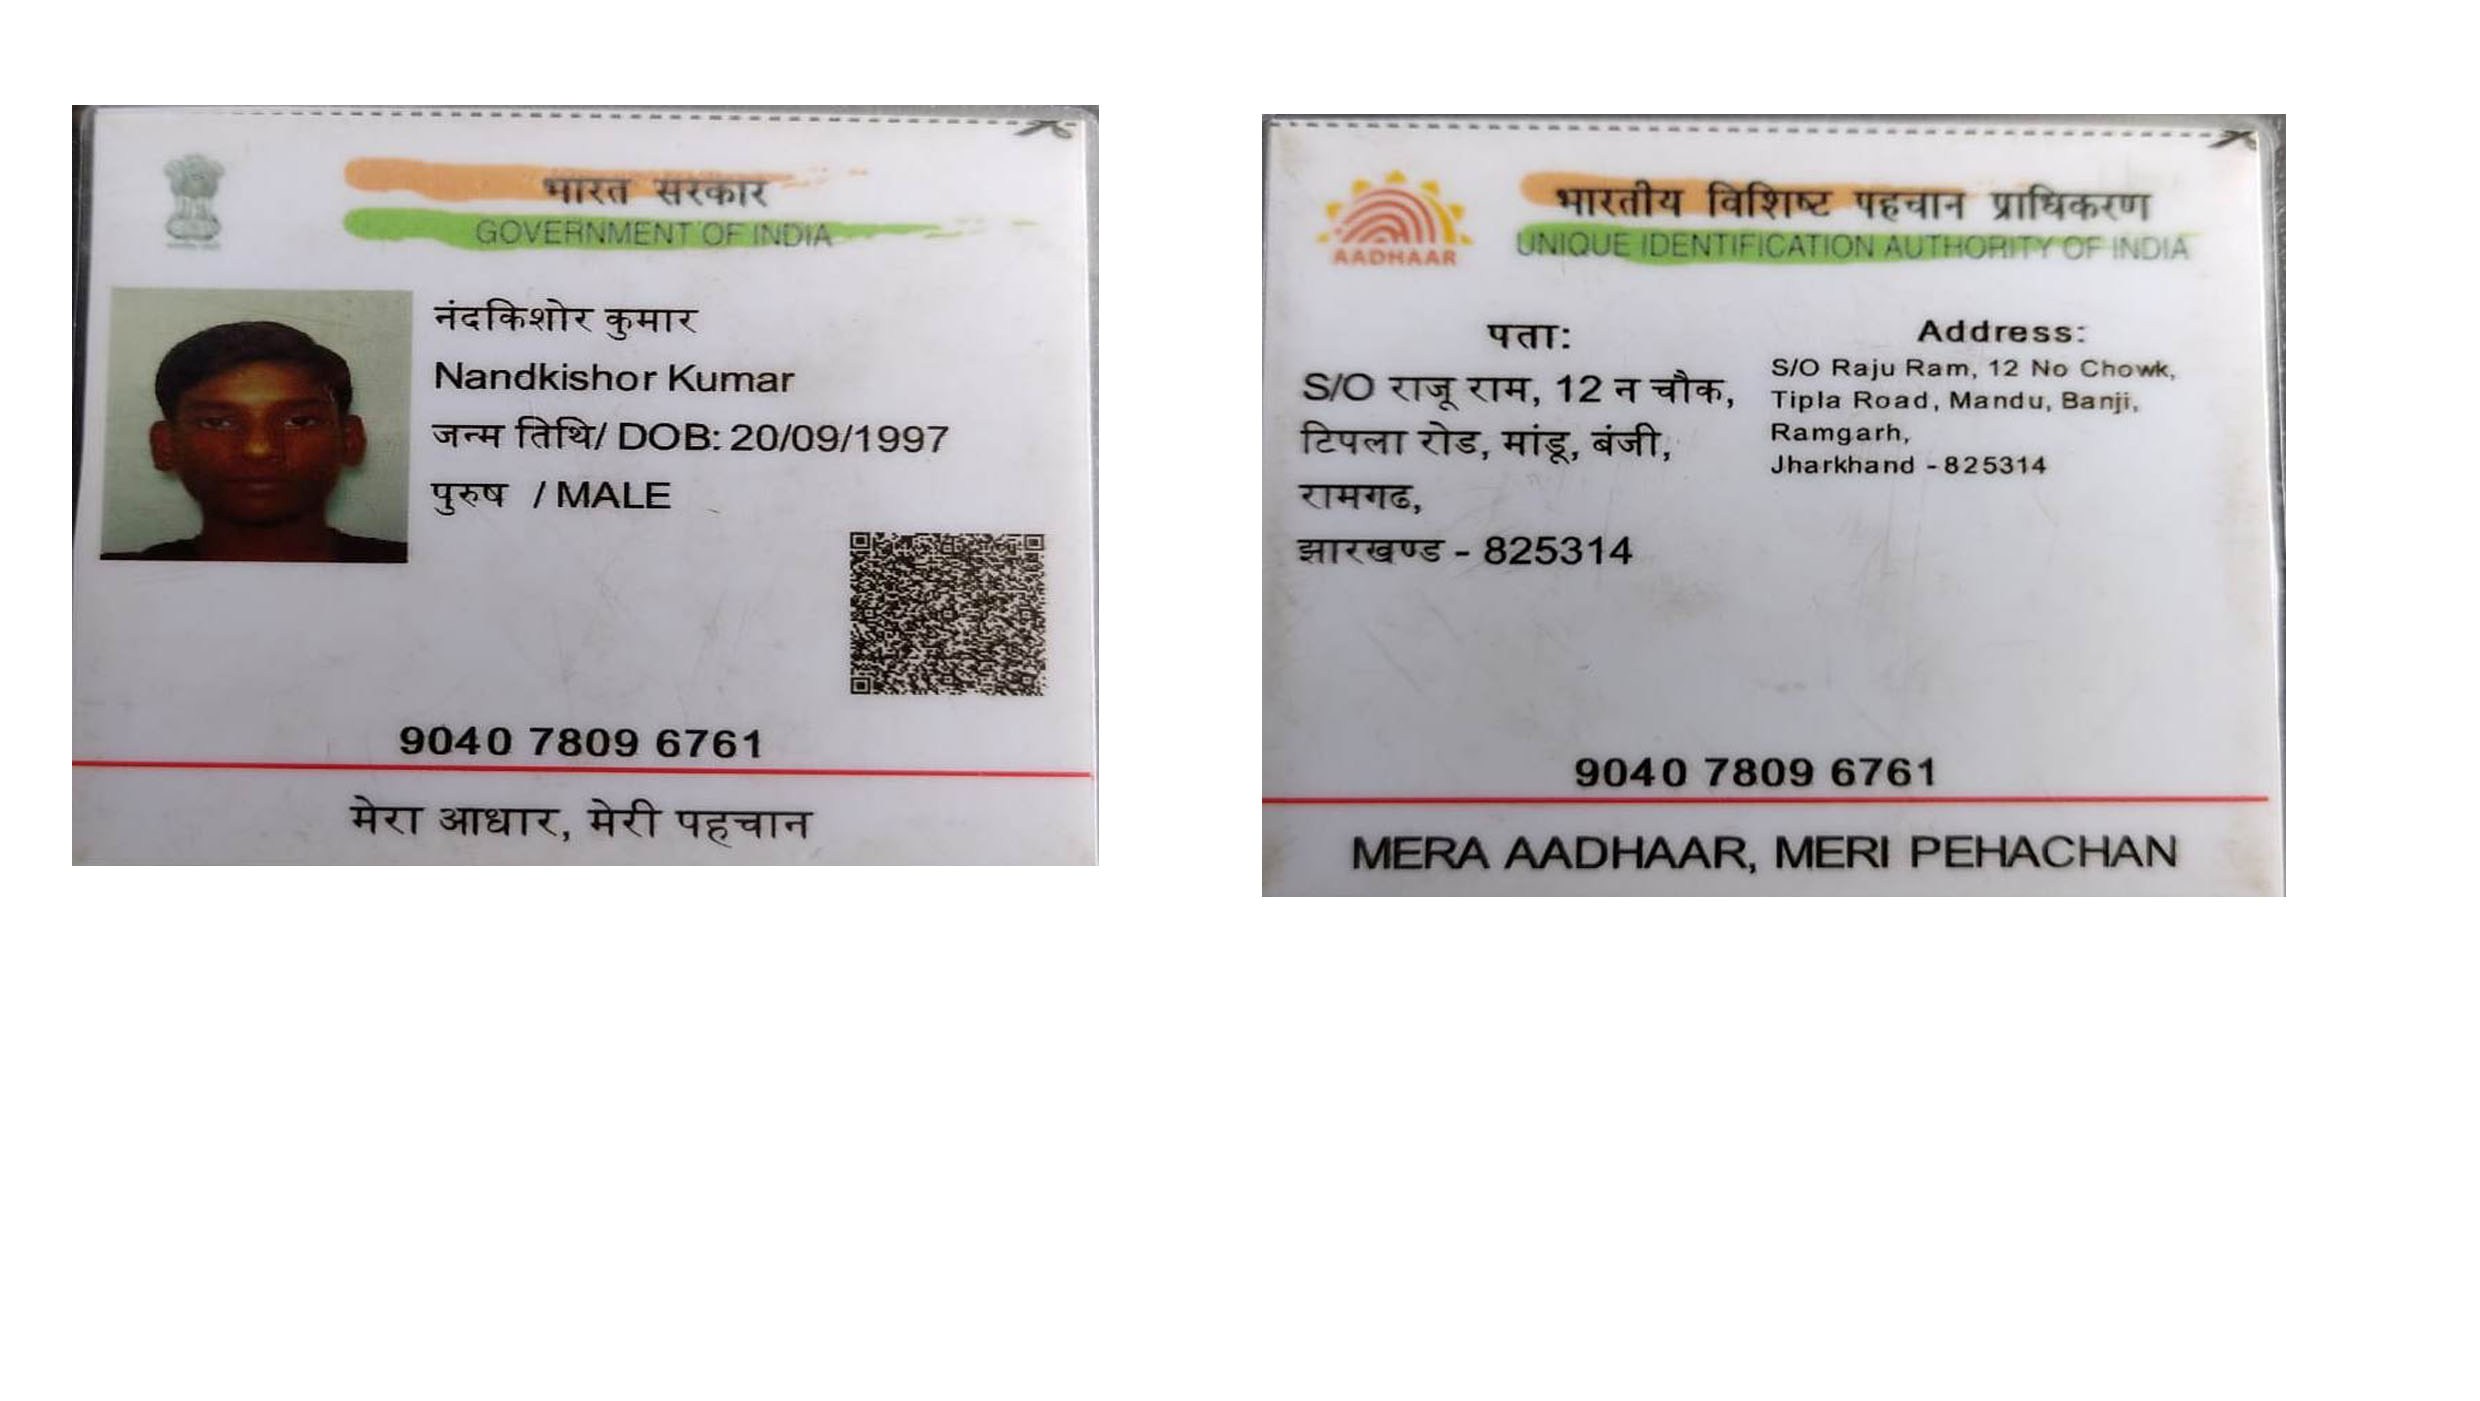 भारत सरकार
GOVERNMENT OF INDIA
नंदकिशोर कुमार
Nandkishor Kumar
जन्म तिथि/ DOB: 20/09/1997
पुरुष / MALE
9040 7809 6761
मेरा आधार, मेरी पहचान
भारतीय विशिष्ट पहचान प्राधिकरण
UNIQUE IDENTIFICATION AUTHORITY OF INDIA
AADHAAR
पता:
S/O राजू राम, 12 न चौक,
टिपला रोड, मांडू, बंजी,
रामगढ,
झारखण्ड - 825314
Address:
S/O Raju Ram, 12 No Chowk,
Tipla Road, Mandu, Banji,
Ramgarh,
Jharkhand - 825314
9040 7809 6761
MERA AADHAAR, MERI PEHACHAN